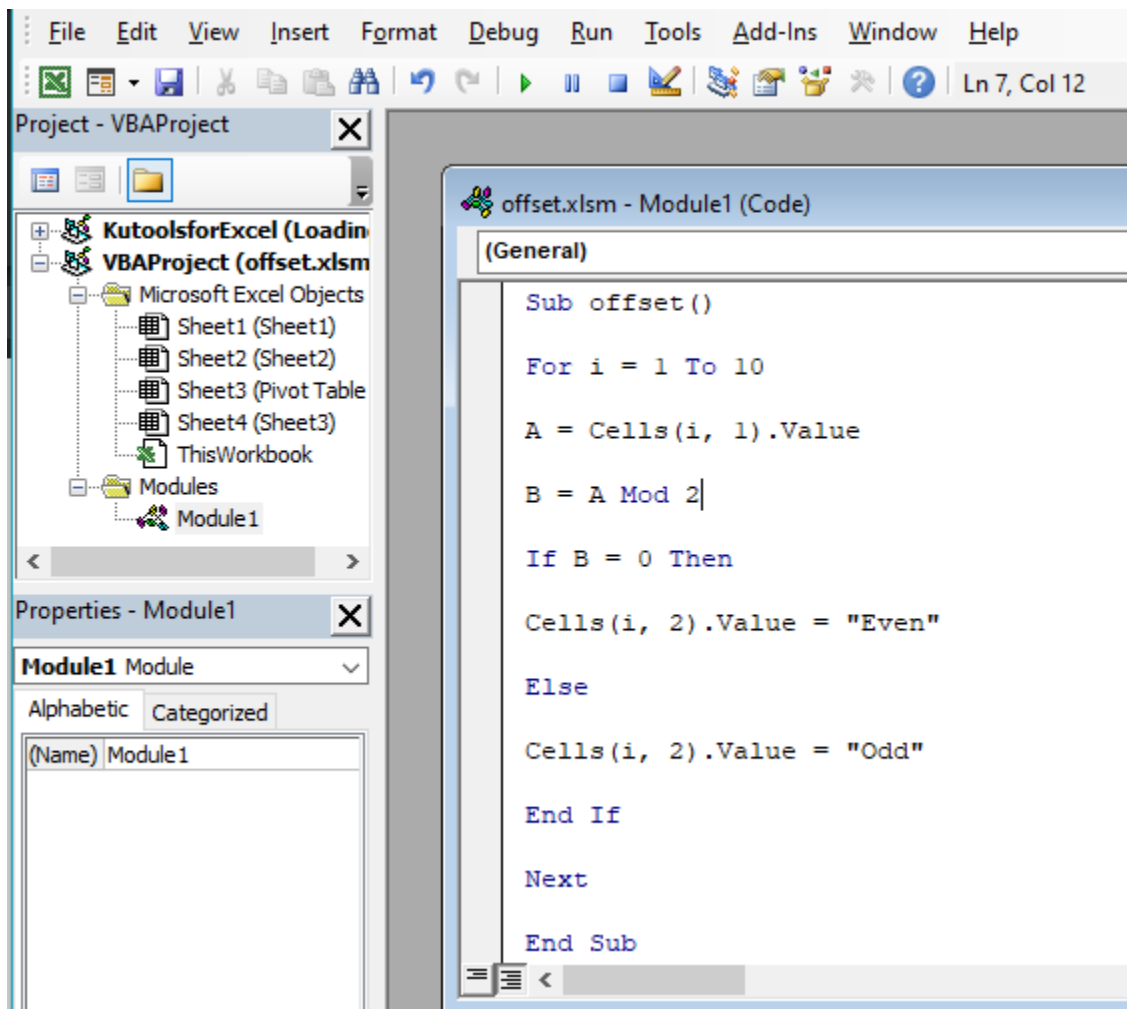 File Edit View Insert Format Debug Run Tools Add-Ins Window Help
Ln 7, Col 12
Project - VBAProject
KutoolsforExcel (Loadin
VBAProject (offset.xlsm
Microsoft Excel Objects
Sheet1 (Sheet1)
Sheet2 (Sheet2)
Sheet3 (Pivot Table
Sheet4 (Sheet3)
ThisWorkbook
Modules
Module1
Properties - Module1
Module1 Module
Alphabetic Categorized
(Name) Module1
offset.xlsm - Module1 (Code)
(General)
Sub offset()
For i = 1 To 10
A = Cells(i, 1).Value
B = A Mod 2
If B = 0 Then
Cells(i, 2).Value = "Even"
Else
Cells(i, 2).Value = "Odd"
End If
Next
End Sub